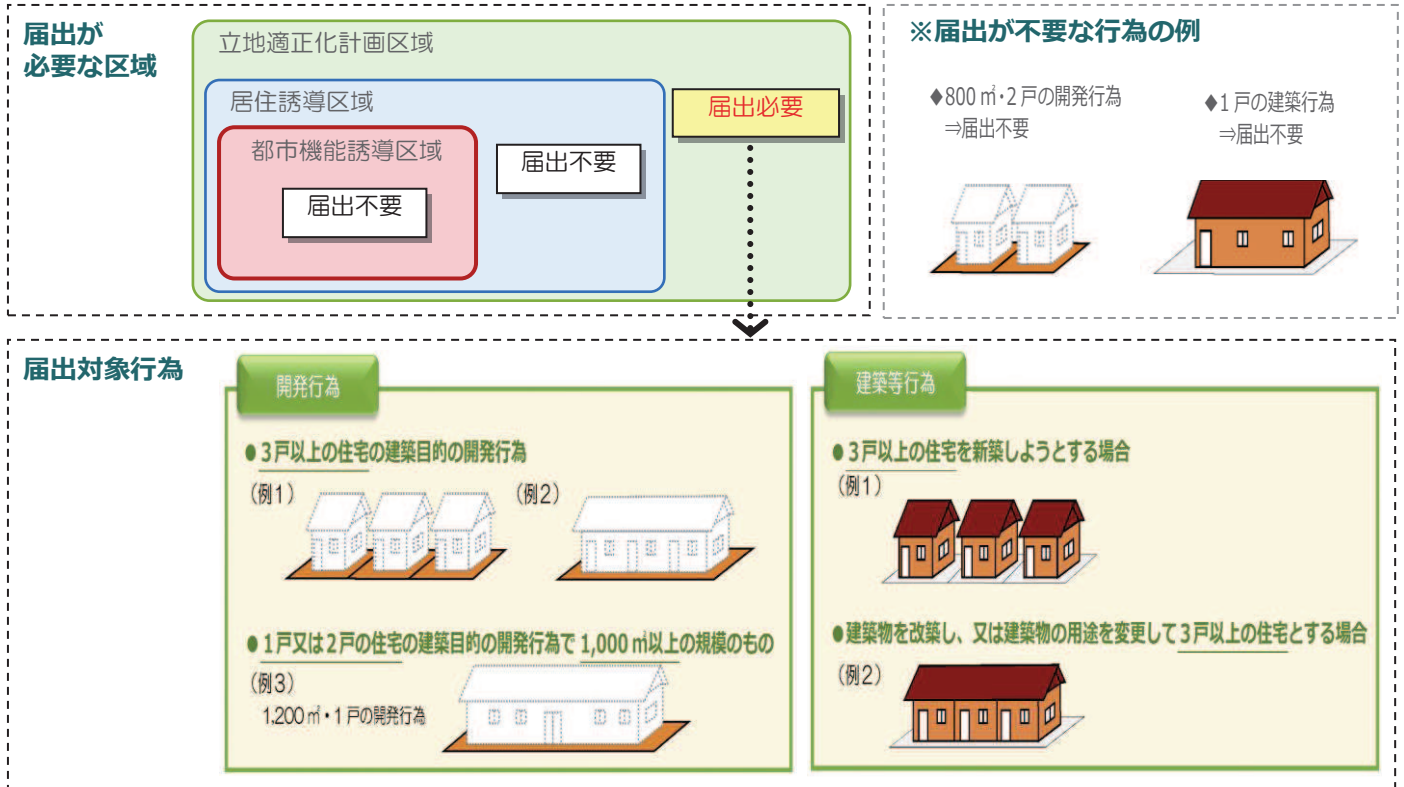 届出が
必要な区域
立地適正化計画区域
居住誘導区域
都市機能誘導区域
届出不要
届出不要
届出必要
※届出が不要な行為の例
◆800㎡・2戸の開発行為
⇒届出不要
◆1戸の建築行為
⇒届出不要
届出対象行為
開発行為
●3戸以上の住宅の建築目的の開発行為
(例1)
(例2)
●1戸又は2戸の住宅の建築目的の開発行為で1,000㎡以上の規模のもの
(例3)
1,200㎡・1戸の開発行為
建築等行為
●3戸以上の住宅を新築しようとする場合
(例1)
●建築物を改築し、又は建築物の用途を変更して3戸以上の住宅とする場合
(例2)